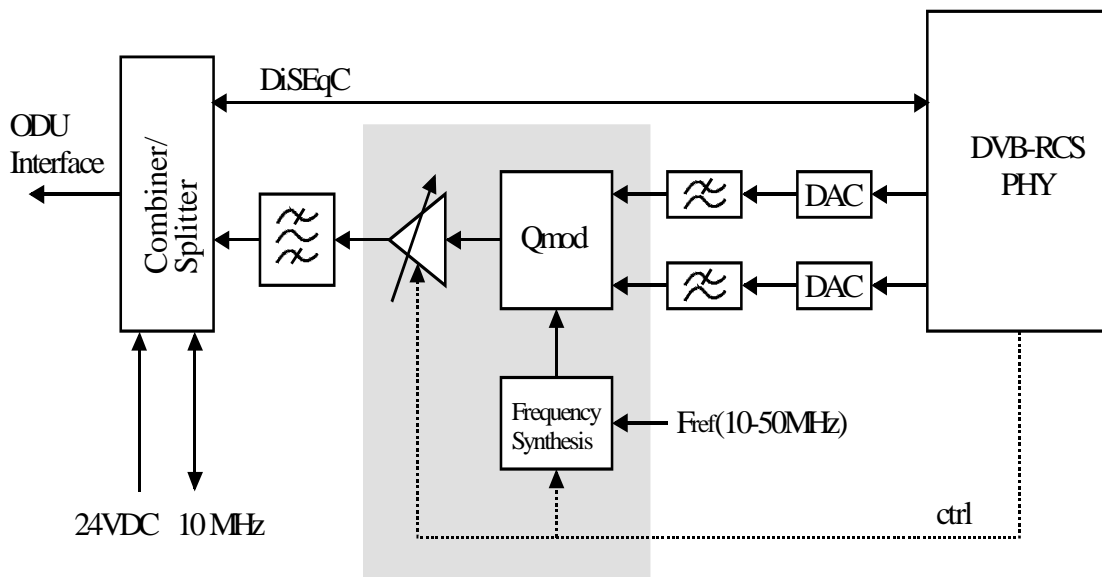 DiSEqC
ODU
Interface
Combiner/
Splitter
DVB-RCS
PHY
DAC
Qmod
DAC
Frequency
Synthesis
Fref(10-50MHz)
24VDC
10 MHz
ctrl